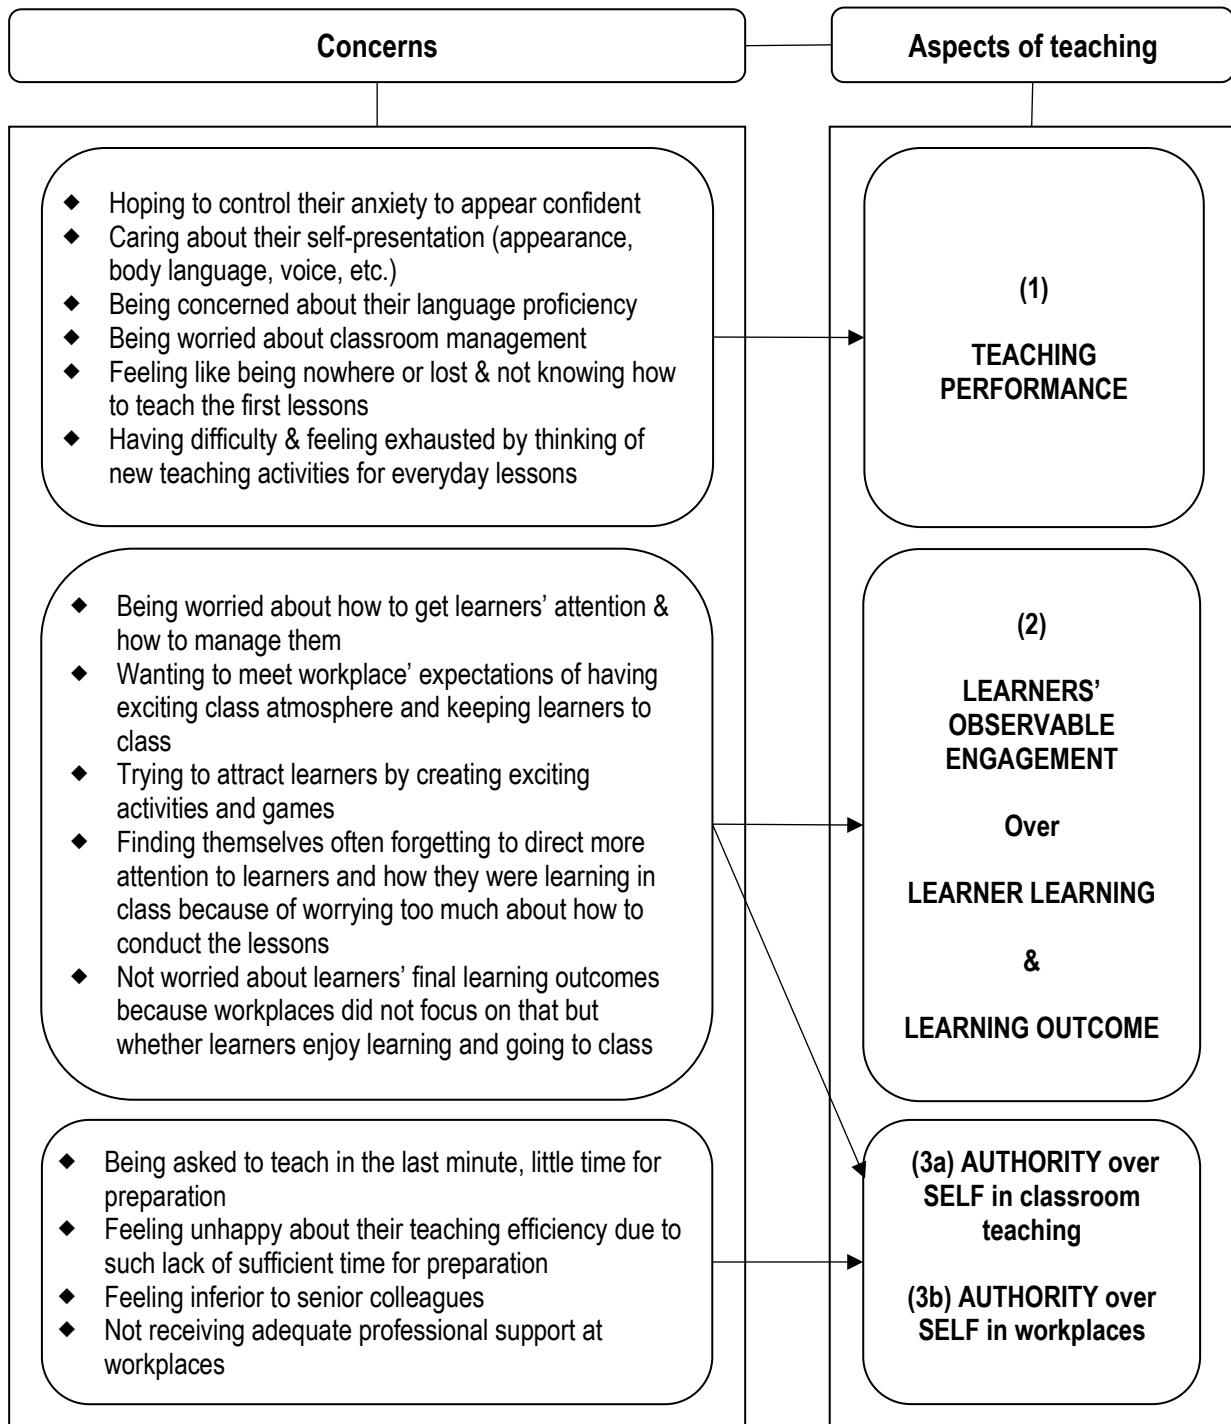 Concerns
Aspects of teaching
◆ Hoping to control their anxiety to appear confident
◆ Caring about their self-presentation (appearance,
body language, voice, etc.)
◆ Being concerned about their language proficiency
◆ Being worried about classroom management
◆ Feeling like being nowhere or lost & not knowing how
to teach the first lessons
◆ Having difficulty & feeling exhausted by thinking of
new teaching activities for everyday lessons
(1)
TEACHING
PERFORMANCE
◆ Being worried about how to get learners’ attention &
how to manage them
◆ Wanting to meet workplace’ expectations of having
exciting class atmosphere and keeping learners to
class
◆ Trying to attract learners by creating exciting
activities and games
◆ Finding themselves often forgetting to direct more
attention to learners and how they were learning in
class because of worrying too much about how to
conduct the lessons
◆ Not worried about learners’ final learning outcomes
because workplaces did not focus on that but
whether learners enjoy learning and going to class
(2)
LEARNERS’
OBSERVABLE
ENGAGEMENT
Over
LEARNER LEARNING
&
LEARNING OUTCOME
◆ Being asked to teach in the last minute, little time for
preparation
◆ Feeling unhappy about their teaching efficiency due to
such lack of sufficient time for preparation
◆ Feeling inferior to senior colleagues
◆ Not receiving adequate professional support at
workplaces
(3a) AUTHORITY over
SELF in classroom
teaching
(3b) AUTHORITY over
SELF in workplaces